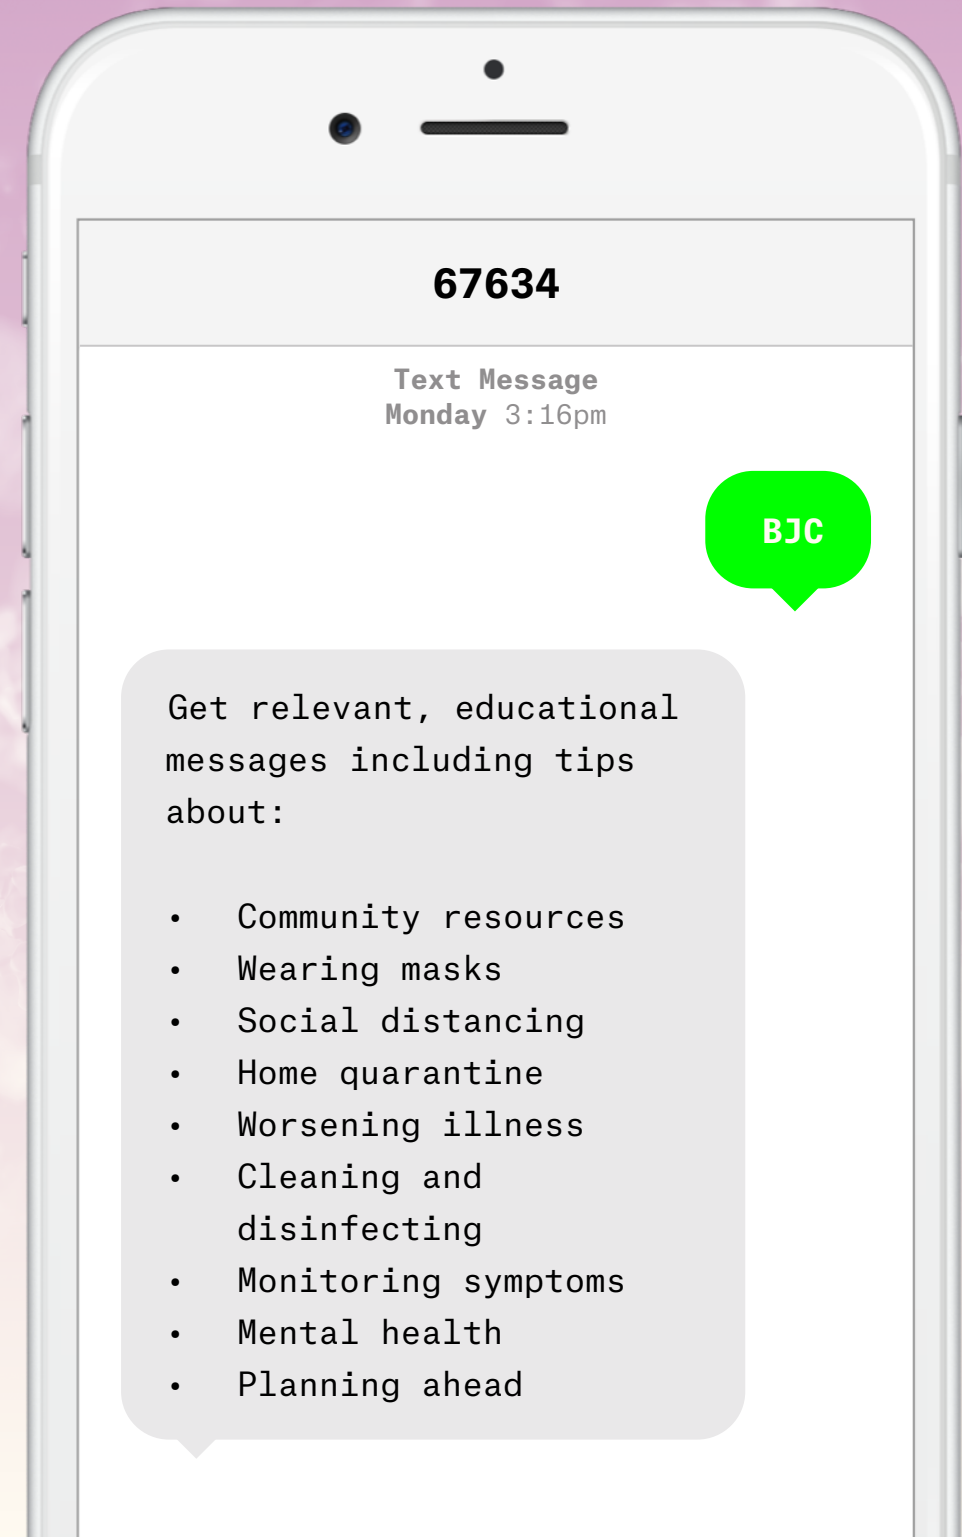 67634
Text Message
Monday 3:16pm
BJC
Get relevant, educational
messages including tips
about:
• Community resources
• Wearing masks
• Social distancing
• Home quarantine
• Worsening illness
• Cleaning and
disinfecting
• Monitoring symptoms
• Mental health
• Planning ahead